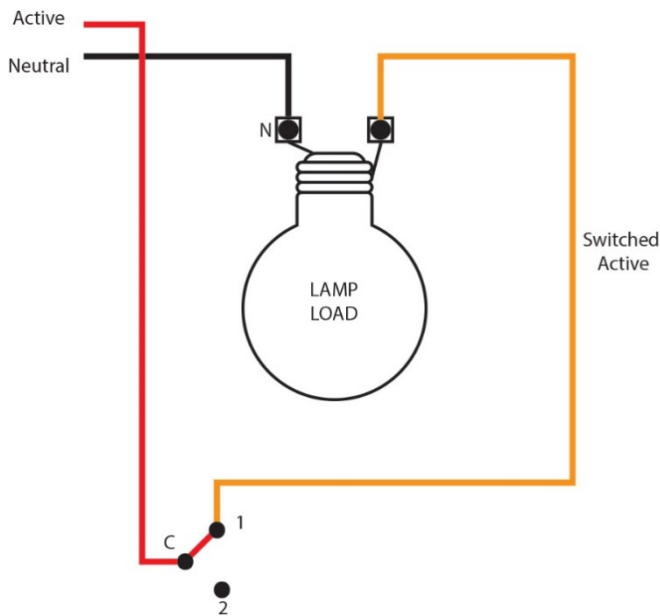 Active
Neutral
N
LAMP
LOAD
Switched
Active
1
C
2